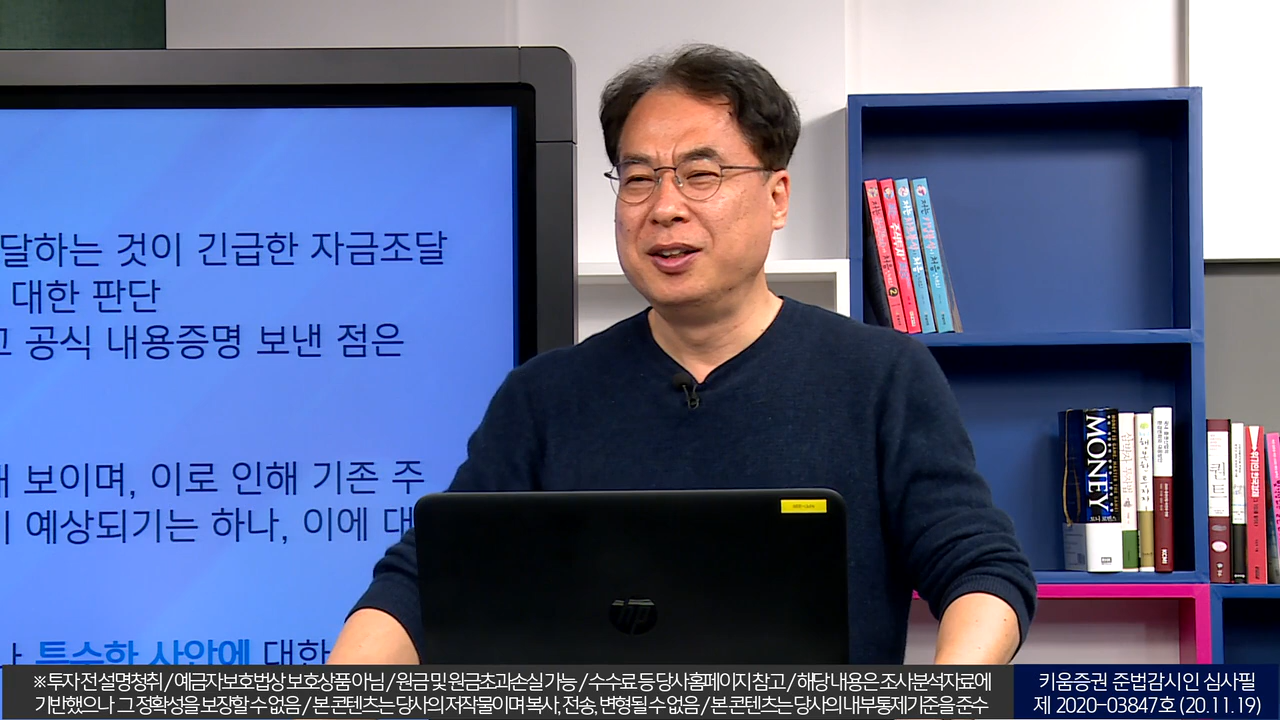 달하는 것이 긴급한 자금조달
대한 판단
고 공식 내용증명 보낸 점은
보이며, 이로 인해 기존 주
예상되기는 하나, 이에 대
특수한 사안에 대한
MONEY
토니 로빈스
퀀트
2
hp
※ 투자 전 설명청취 / 예금자보호법상 보호상품 아님 / 원금 및 원금초과손실 가능 / 수수료 등 당사 홈페이지 참고 / 해당 내용은 조사분석자료에
기반했으나 그 정확성을 보장할 수 없음 / 본 콘텐츠는 당사의 저작물이며 복사, 전송, 변형될 수 없음 / 본 콘텐츠는 당사의 내부통제기준을 준수
키움증권 준법감시인 심사필
제 2020-03847호 (20.11.19)